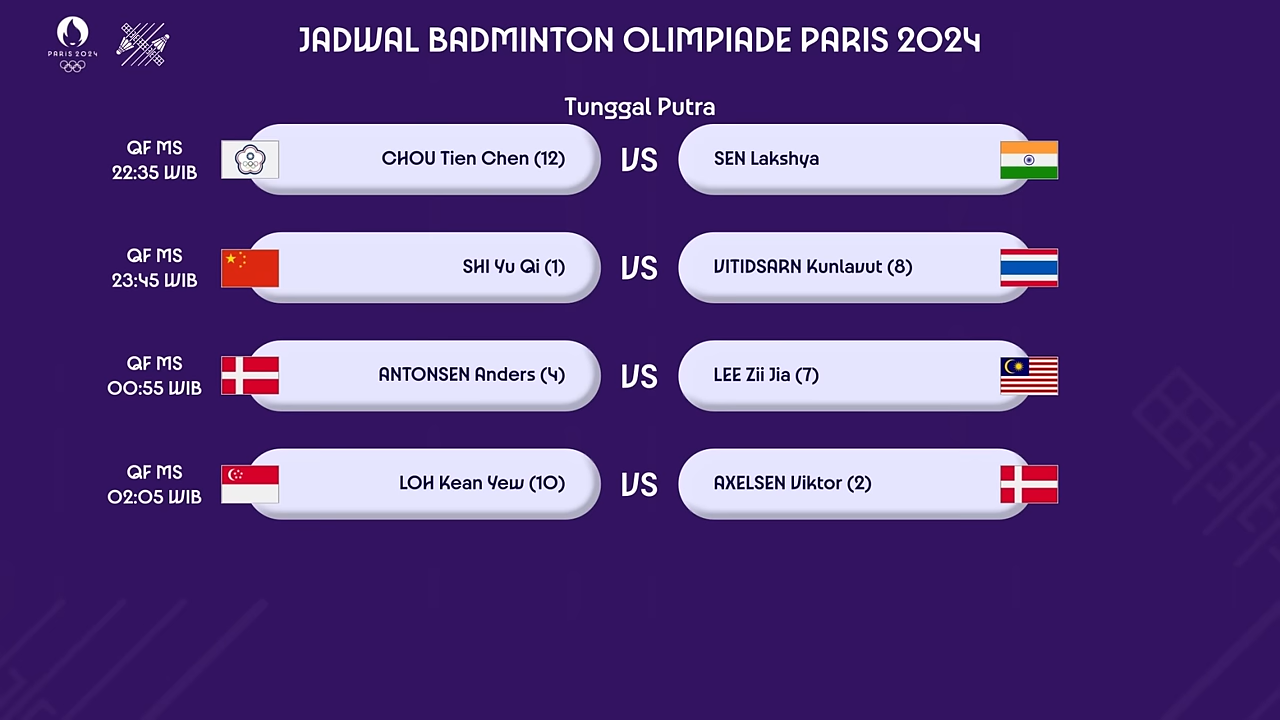 PARIS 2024
JADWAL BADMINTON OLIMPIADE PARIS 2024
Tunggal Putra
QF MS
22:35 WIB
CHOU Tien Chen (12)
VS
SEN Lakshya
QF MS
23:45 WIB
SHI Yu Qi (1)
VS
VITIDSARN Kunlavut (8)
QF MS
00:55 WIB
ANTONSEN Anders (4)
VS
LEE Zii Jia (7)
QF MS
02:05 WIB
LOH Kean Yew (10)
VS
AXELSEN Viktor (2)